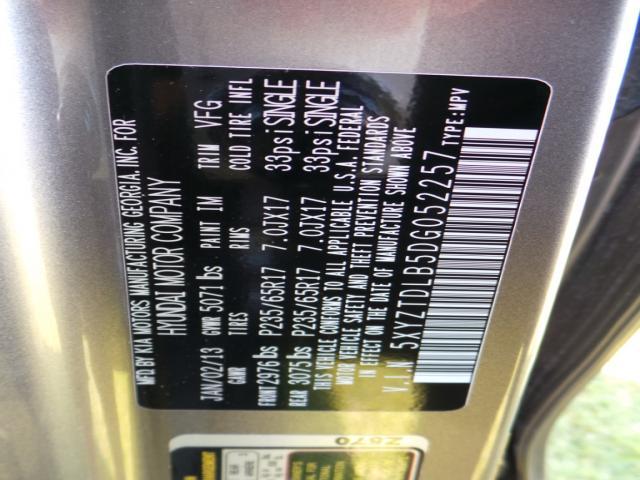 MFD. BY KIA MOTORS MANUFACTURING GEORGIA, INC. FOR
HYUNDAI MOTOR COMPANY
JAN/02/13 GVWR 5071 lbs PAINT IM TRIM VFG
GAWR TIRES RIMS COLD TIRE INFL
FRONT 2976 lbs P235/65R17 7.0JX17 33psi SINGLE
REAR 3075 lbs P235/65R17 7.0JX17 33psi SINGLE
THIS VEHICLE CONFORMS TO ALL APPLICABLE U.S.A. FEDERAL
MOTOR VEHICLE SAFETY AND THEFT PREVENTION STANDARDS
IN EFFECT ON THE DATE OF MANUFACTURE SHOWN ABOVE
V.I.N 5XYZTDLB5DG052257 TYPE:MPV
Z570